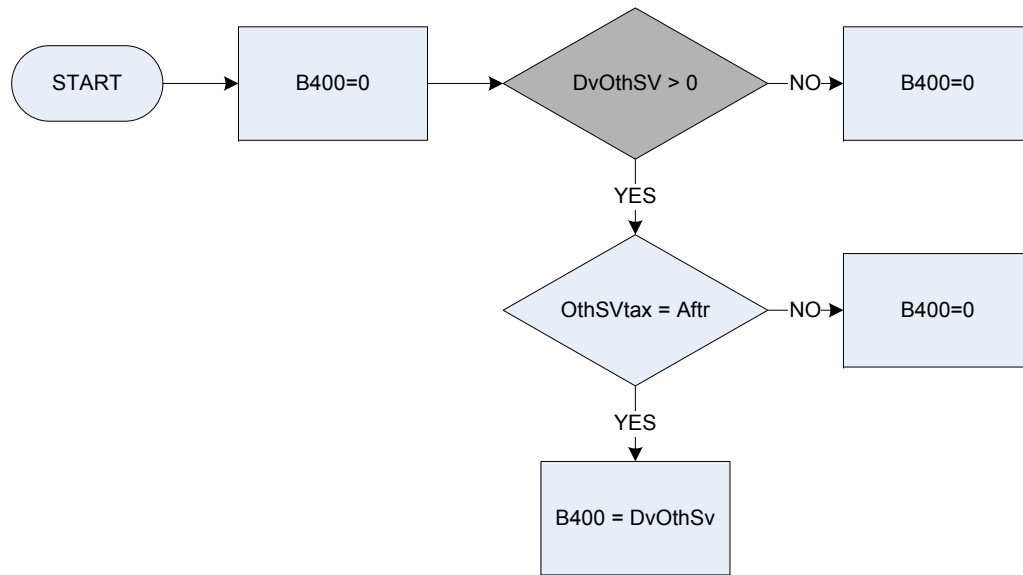 START
B400=0
DvOthSV > 0
NO
B400=0
YES
OthSVtax = Aftr
NO
B400=0
YES
B400 = DvOthSv